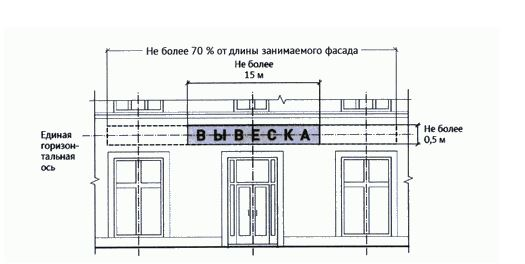 Не более 70 % от длины занимаемого фасада
Не более
15 м
Единая
горизон-
тальная
ось
ВЫВЕСКА
Не более
0,5 м